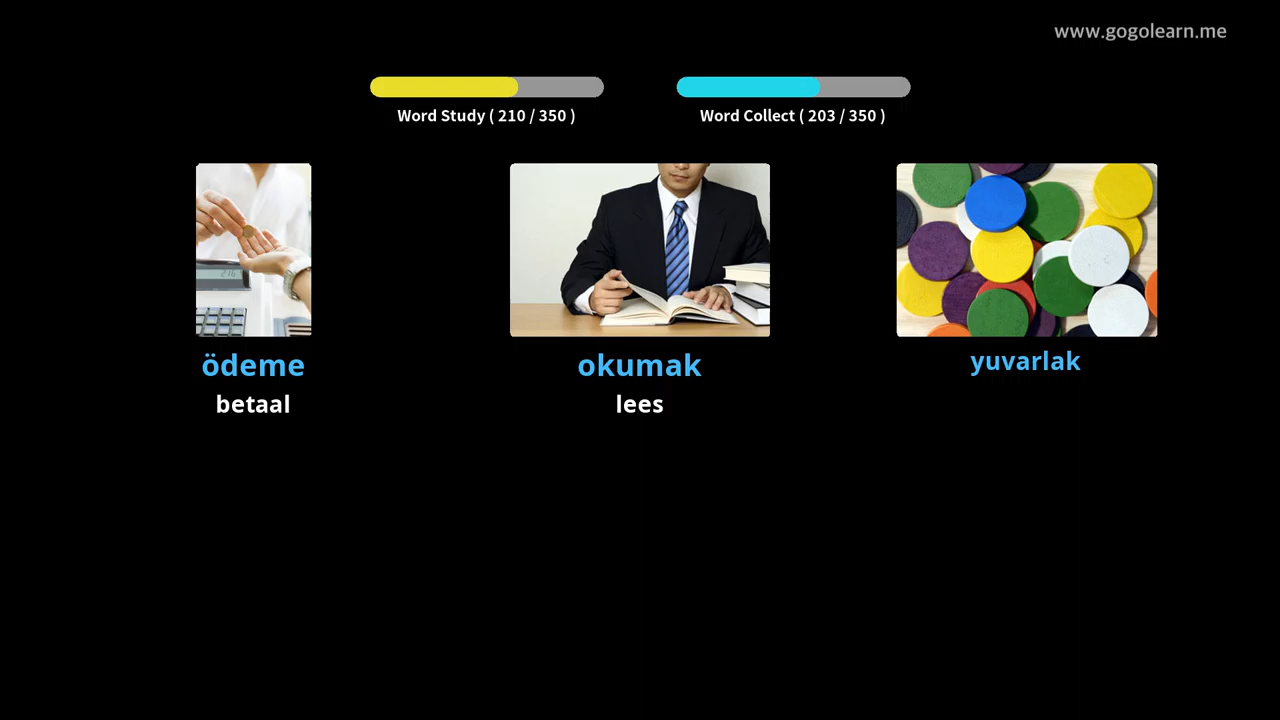 www.gogolearn.me
Word Study ( 210 / 350 )
Word Collect ( 203 / 350 )
ödeme
betaal
okumak
lees
yuvarlak